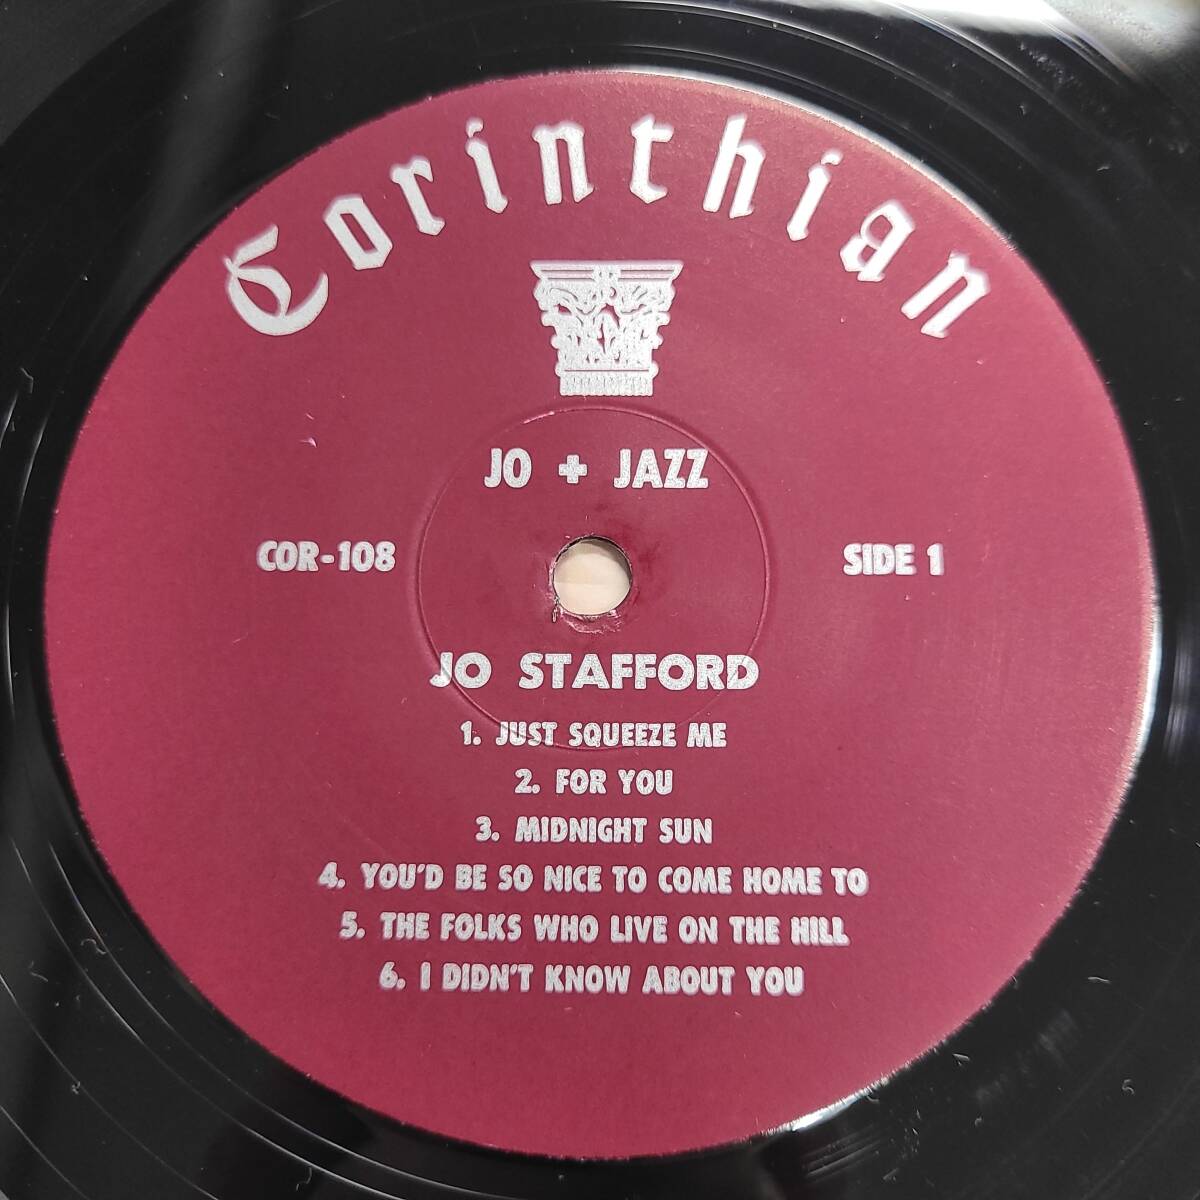 Corinthian
JO + JAZZ
COR-108
SIDE 1
JO STAFFORD
1. JUST SQUEEZE ME
2. FOR YOU
3. MIDNIGHT SUN
4. YOU'D BE SO NICE TO COME HOME TO
5. THE FOLKS WHO LIVE ON THE HILL
6. I DIDN'T KNOW ABOUT YOU